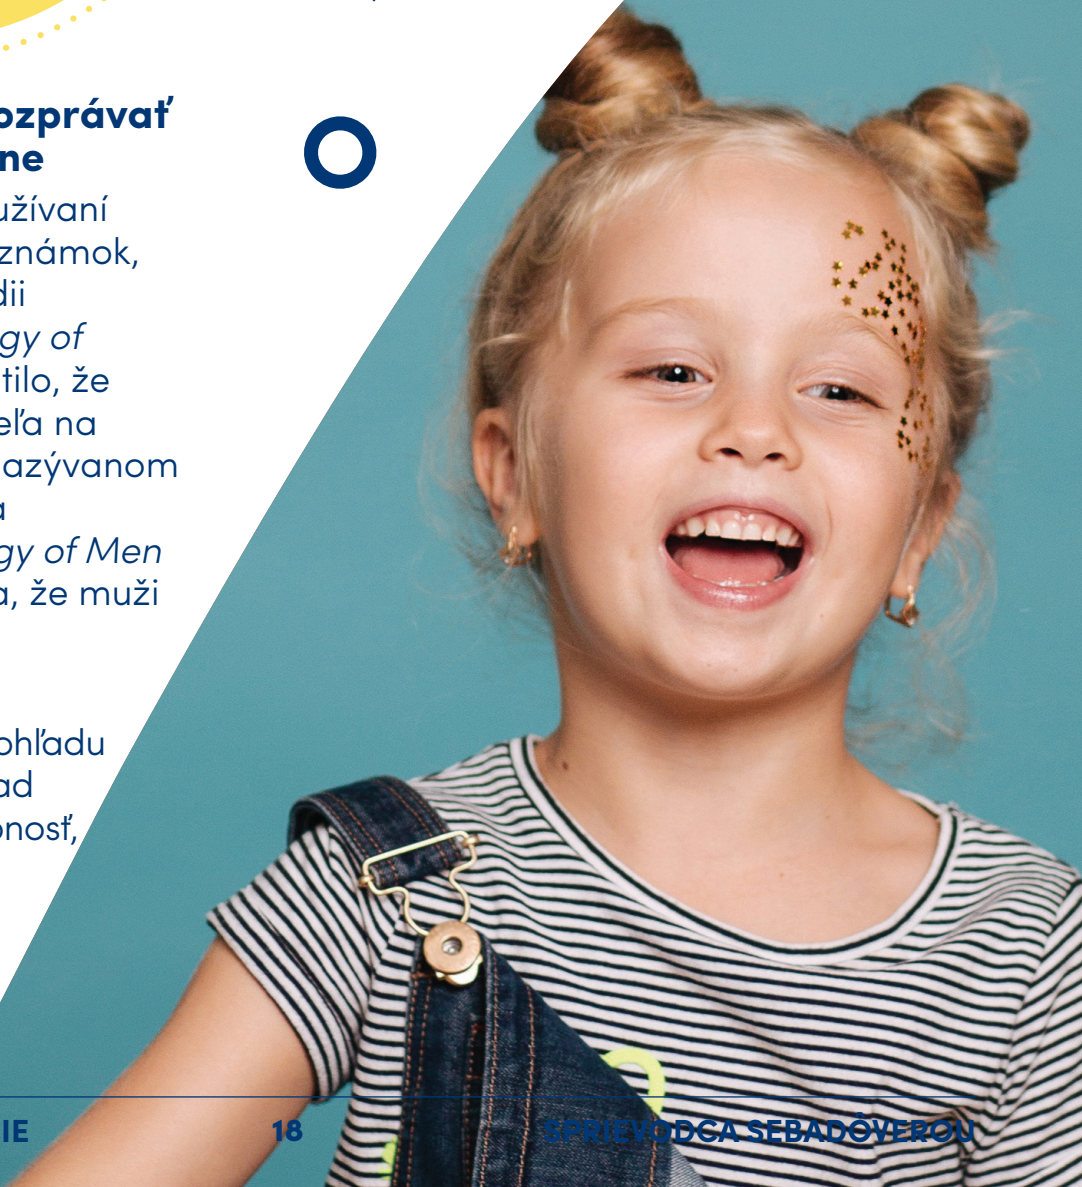 ozprávať
ne
užívaní
známok,
dii
gy of
tilo, že
eľa na
azývanom
a
gy of Men
a, že muži
ohľadu
ad
onosť,
IE
18
SPRIEVODCA SEBADÔVEROU